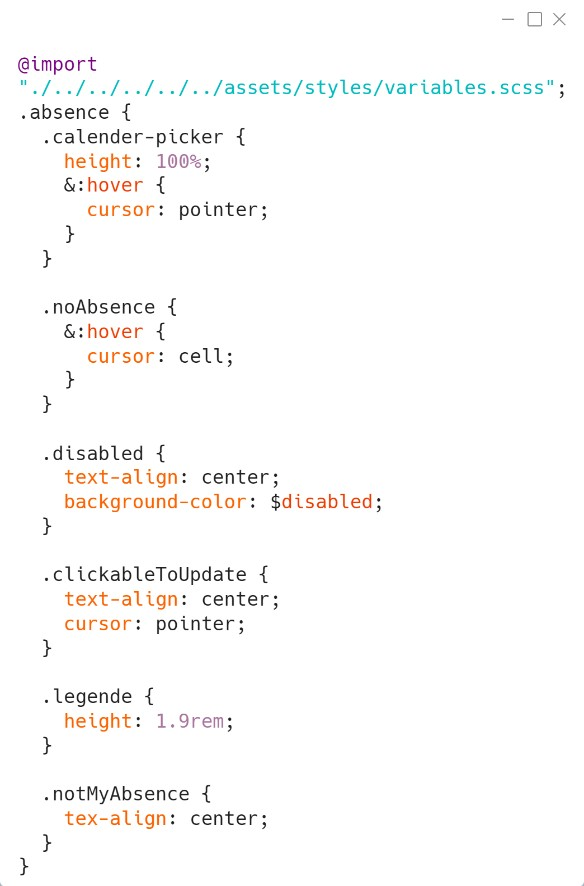 @import
"./../../../../../assets/styles/variables.scss";
.absence {
  .calender-picker {
    height: 100%;
    &:hover {
      cursor: pointer;
    }
  }

  .noAbsence {
    &:hover {
      cursor: cell;
    }
  }

  .disabled {
    text-align: center;
    background-color: $disabled;
  }

  .clickableToUpdate {
    text-align: center;
    cursor: pointer;
  }

  .legende {
    height: 1.9rem;
  }

  .notMyAbsence {
    tex-align: center;
  }
}